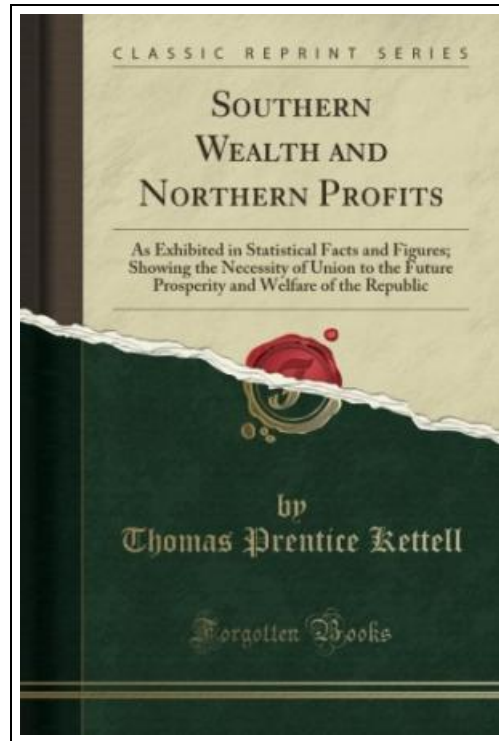 CLASSIC REPRINT SERIES
SOUTHERN
WEALTH AND
NORTHERN PROFITS
As Exhibited in Statistical Facts and Figures;
Showing the Necessity of Union to the Future
Prosperity and Welfare of the Republic
F
by
Thomas Prentice Kettell
Forgotten Books